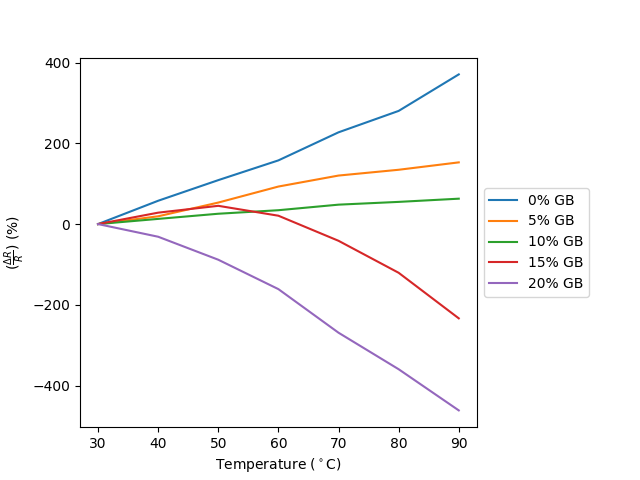 400
200
0
−200
−400
(ΔR/R) (%)
30 40 50 60 70 80 90
Temperature (°C)
0% GB
5% GB
10% GB
15% GB
20% GB